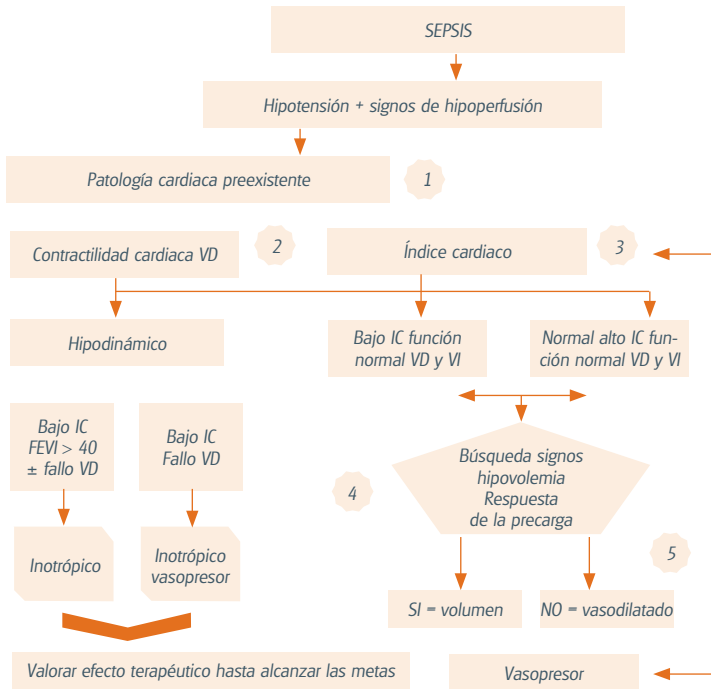 SEPSIS
Hipotensión + signos de hipoperfusión
Patología cardiaca preexistente
1
Contractilidad cardiaca VD
2
Índice cardiaco
3
Hipodinámico
Bajo IC función
normal VD y VI
Normal alto IC fun-
ción normal VD y VI
Bajo IC
FEVI > 40
± fallo VD
Bajo IC
Fallo VD
Búsqueda signos
hipovolemia
Respuesta
de la precarga
4
Inotrópico
Inotrópico
vasopresor
5
SI = volumen
NO = vasodilatado
Valorar efecto terapéutico hasta alcanzar las metas
Vasopresor